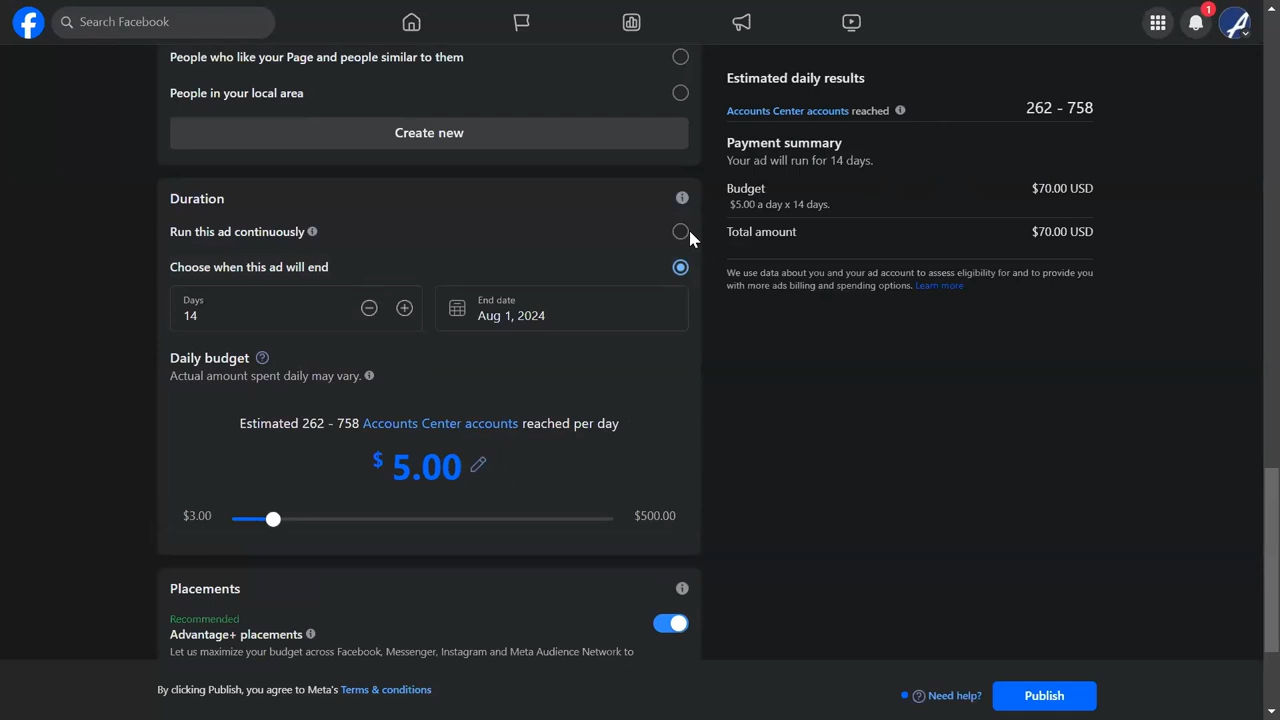 Search Facebook
1
People who like your Page and people similar to them
People in your local area
Create new
Duration
Run this ad continuously
Choose when this ad will end
Days
14
End date
Aug 1, 2024
Daily budget
Actual amount spent daily may vary.
Estimated 262 - 758 Accounts Center accounts reached per day
$ 5.00
$3.00
$500.00
Placements
Recommended
Advantage+ placements
Let us maximize your budget across Facebook, Messenger, Instagram and Meta Audience Network to
Estimated daily results
Accounts Center accounts reached 262 - 758
Payment summary
Your ad will run for 14 days.
Budget $70.00 USD
$5.00 a day x 14 days.
Total amount $70.00 USD
We use data about you and your ad account to assess eligibility for and to provide you
with more ads billing and spending options. Learn more
By clicking Publish, you agree to Meta's Terms & conditions
Need help?
Publish